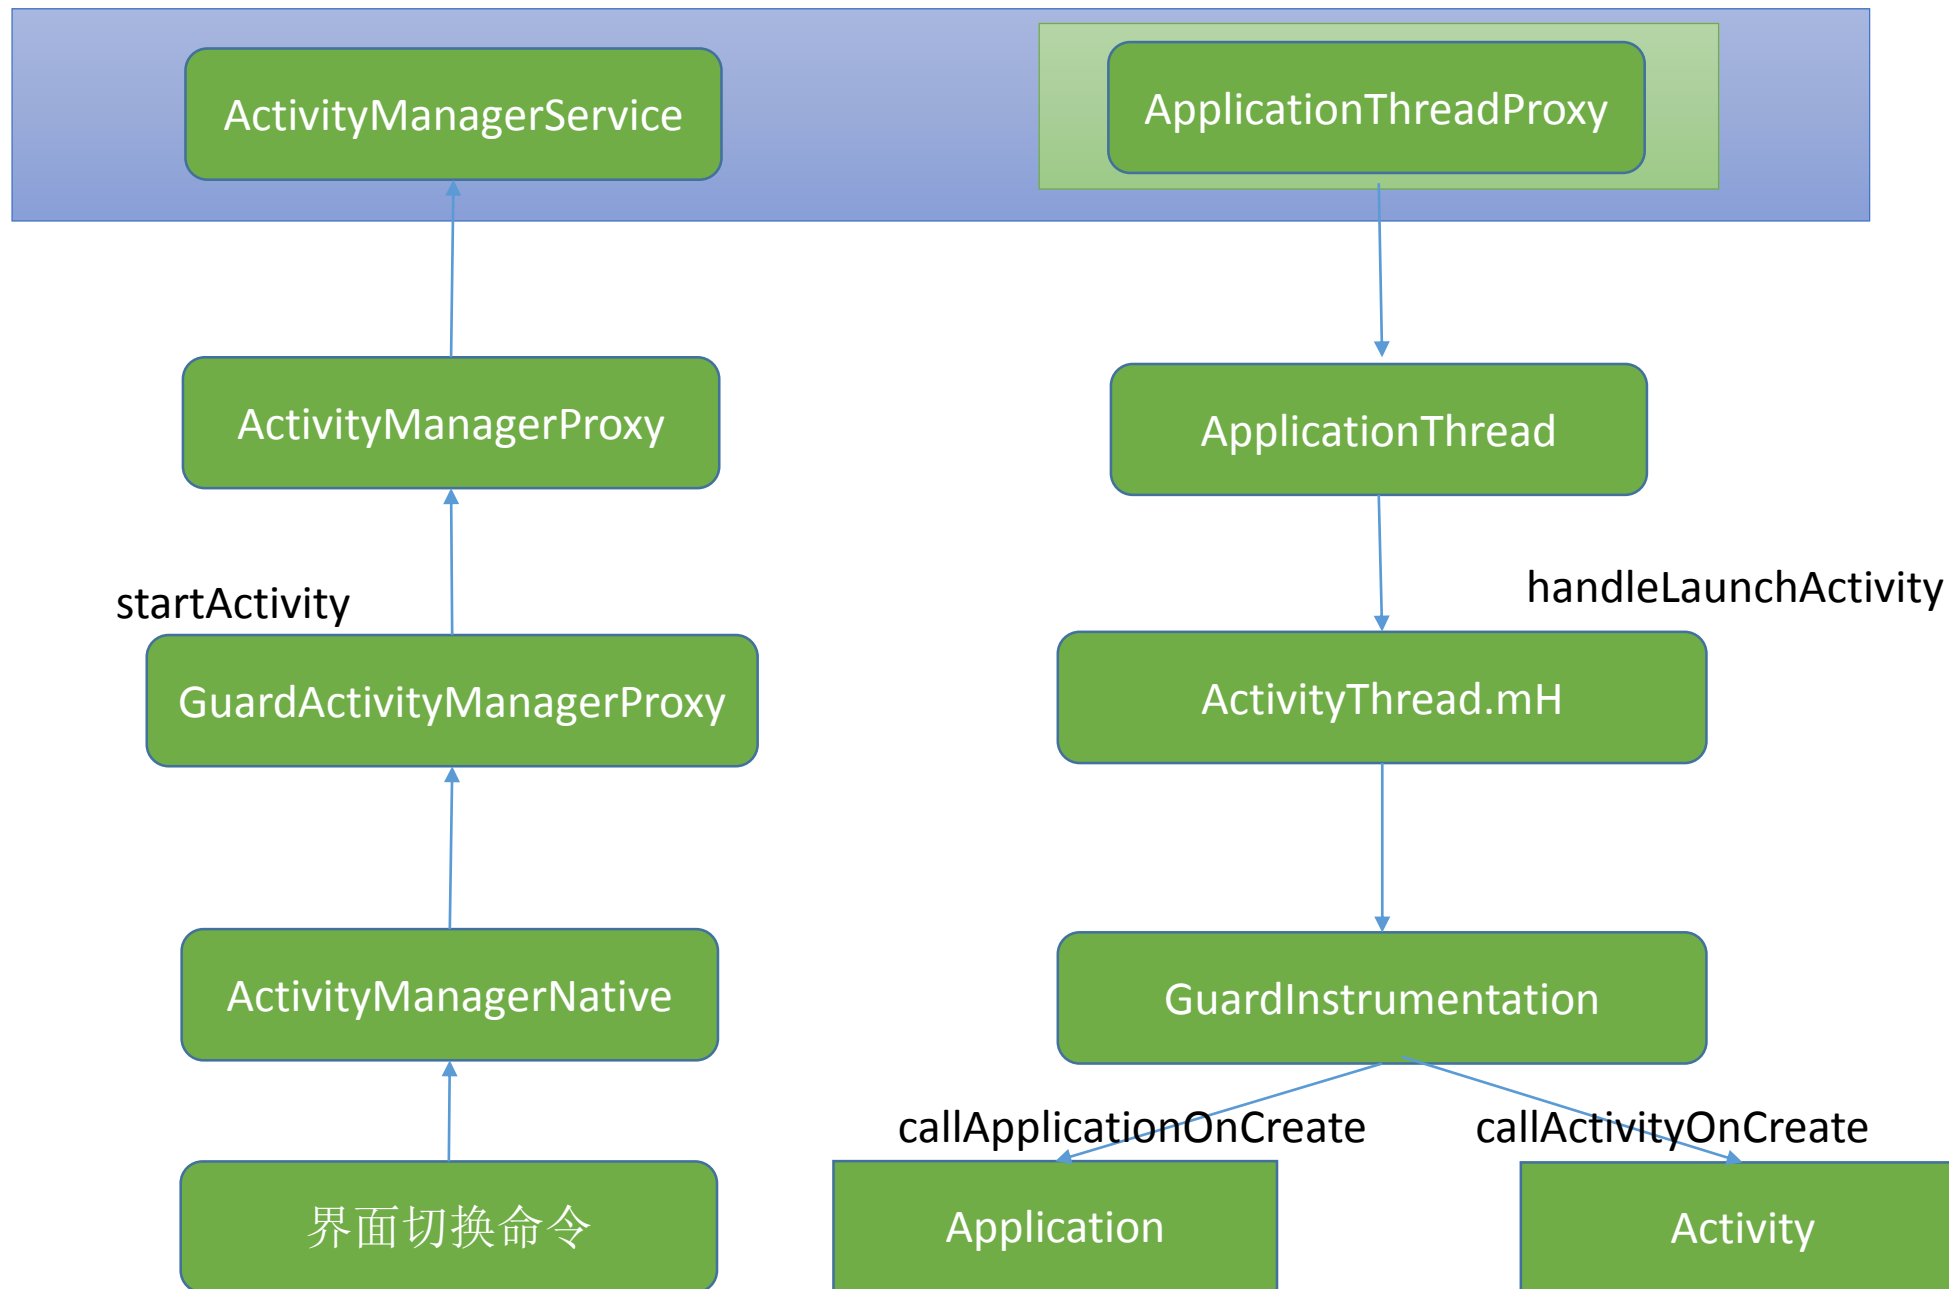 ActivityManagerService
ApplicationThreadProxy
ActivityManagerProxy
ApplicationThread
startActivity
handleLaunchActivity
GuardActivityManagerProxy
ActivityThread.mH
ActivityManagerNative
GuardInstrumentation
callApplicationOnCreate
callActivityOnCreate
界面切换命令
Application
Activity